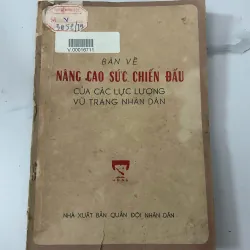 V.00016711
BÀN VỀ
NÂNG CAO SỨC CHIẾN ĐẤU
CỦA CÁC LỰC LƯỢNG
VŨ TRANG NHÂN DÂN
NHÀ XUẤT BẢN QUÂN ĐỘI NHÂN DÂN